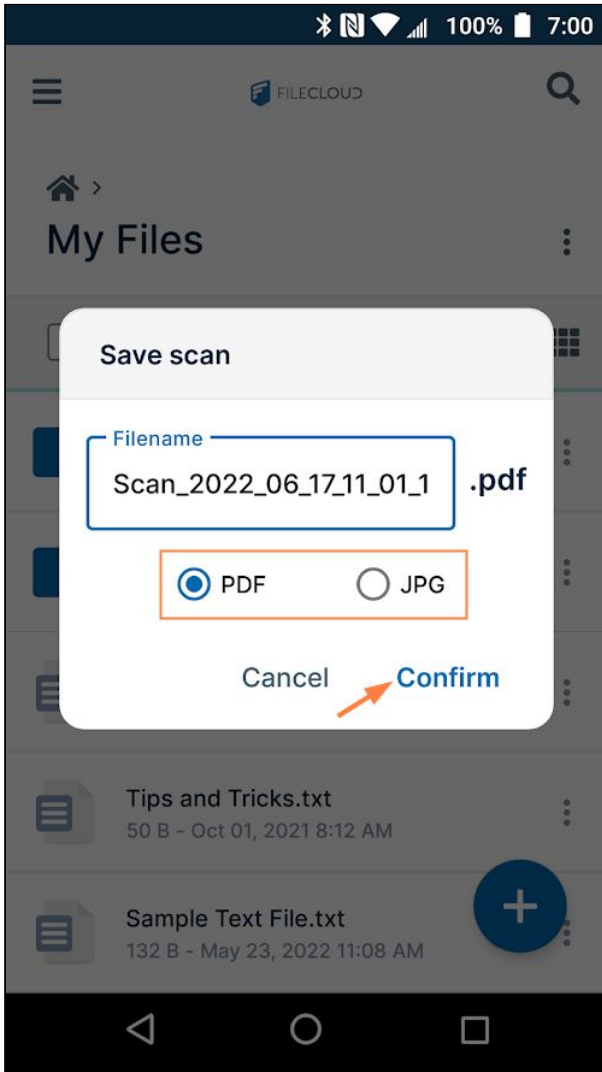 100% 7:00
FILECLOUD
My Files
Save scan
Filename
Scan_2022_06_17_11_01_1 .pdf
PDF JPG
Cancel Confirm
Tips and Tricks.txt
50 B - Oct 01, 2021 8:12 AM
Sample Text File.txt
132 B - May 23, 2022 11:08 AM